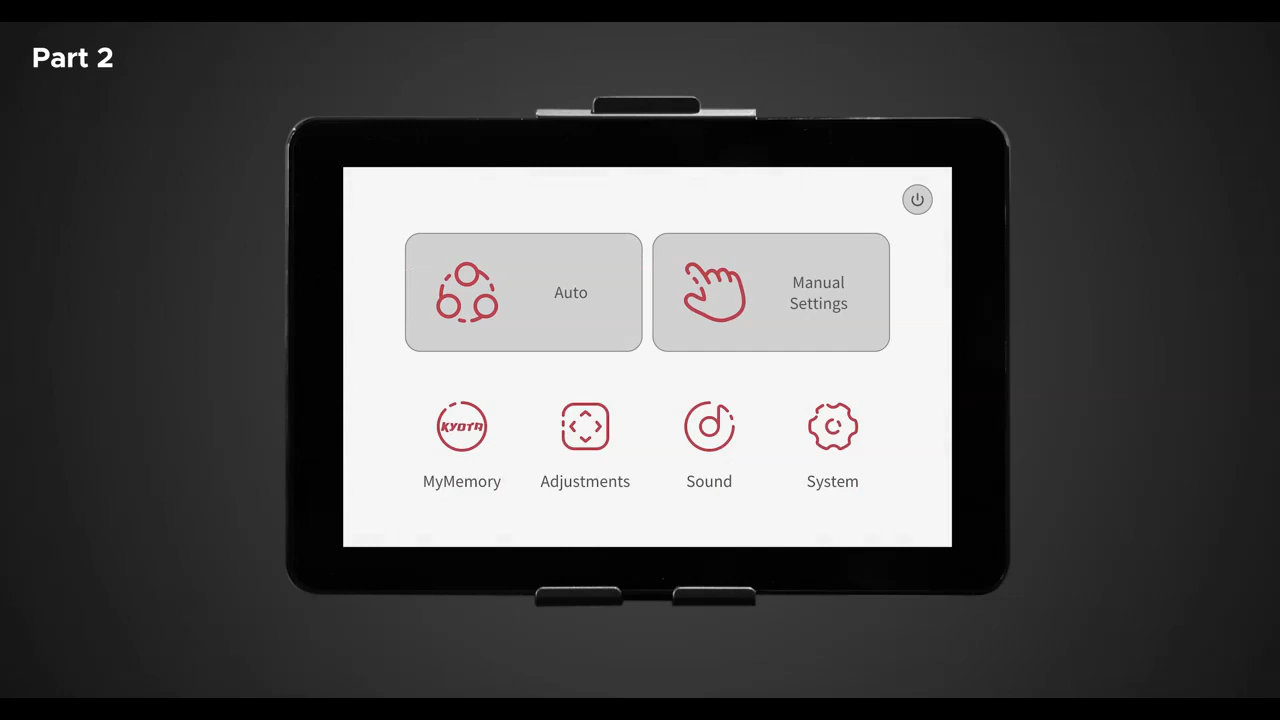 Part 2
Auto
Manual
Settings
KYOTA
MyMemory
Adjustments
Sound
System